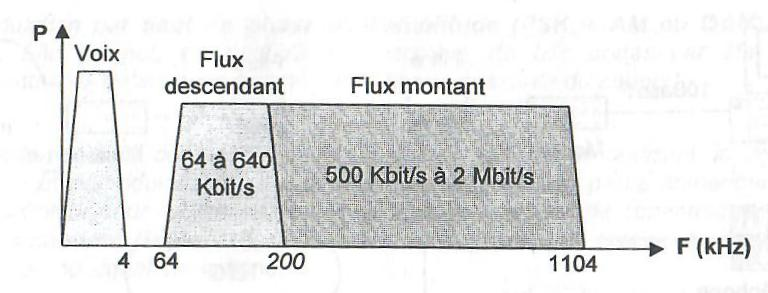 P
Voix
Flux
descendant
Flux montant
64 à 640
Kbit/s
500 Kbit/s à 2 Mbit/s
4 64 200 1104 F (kHz)